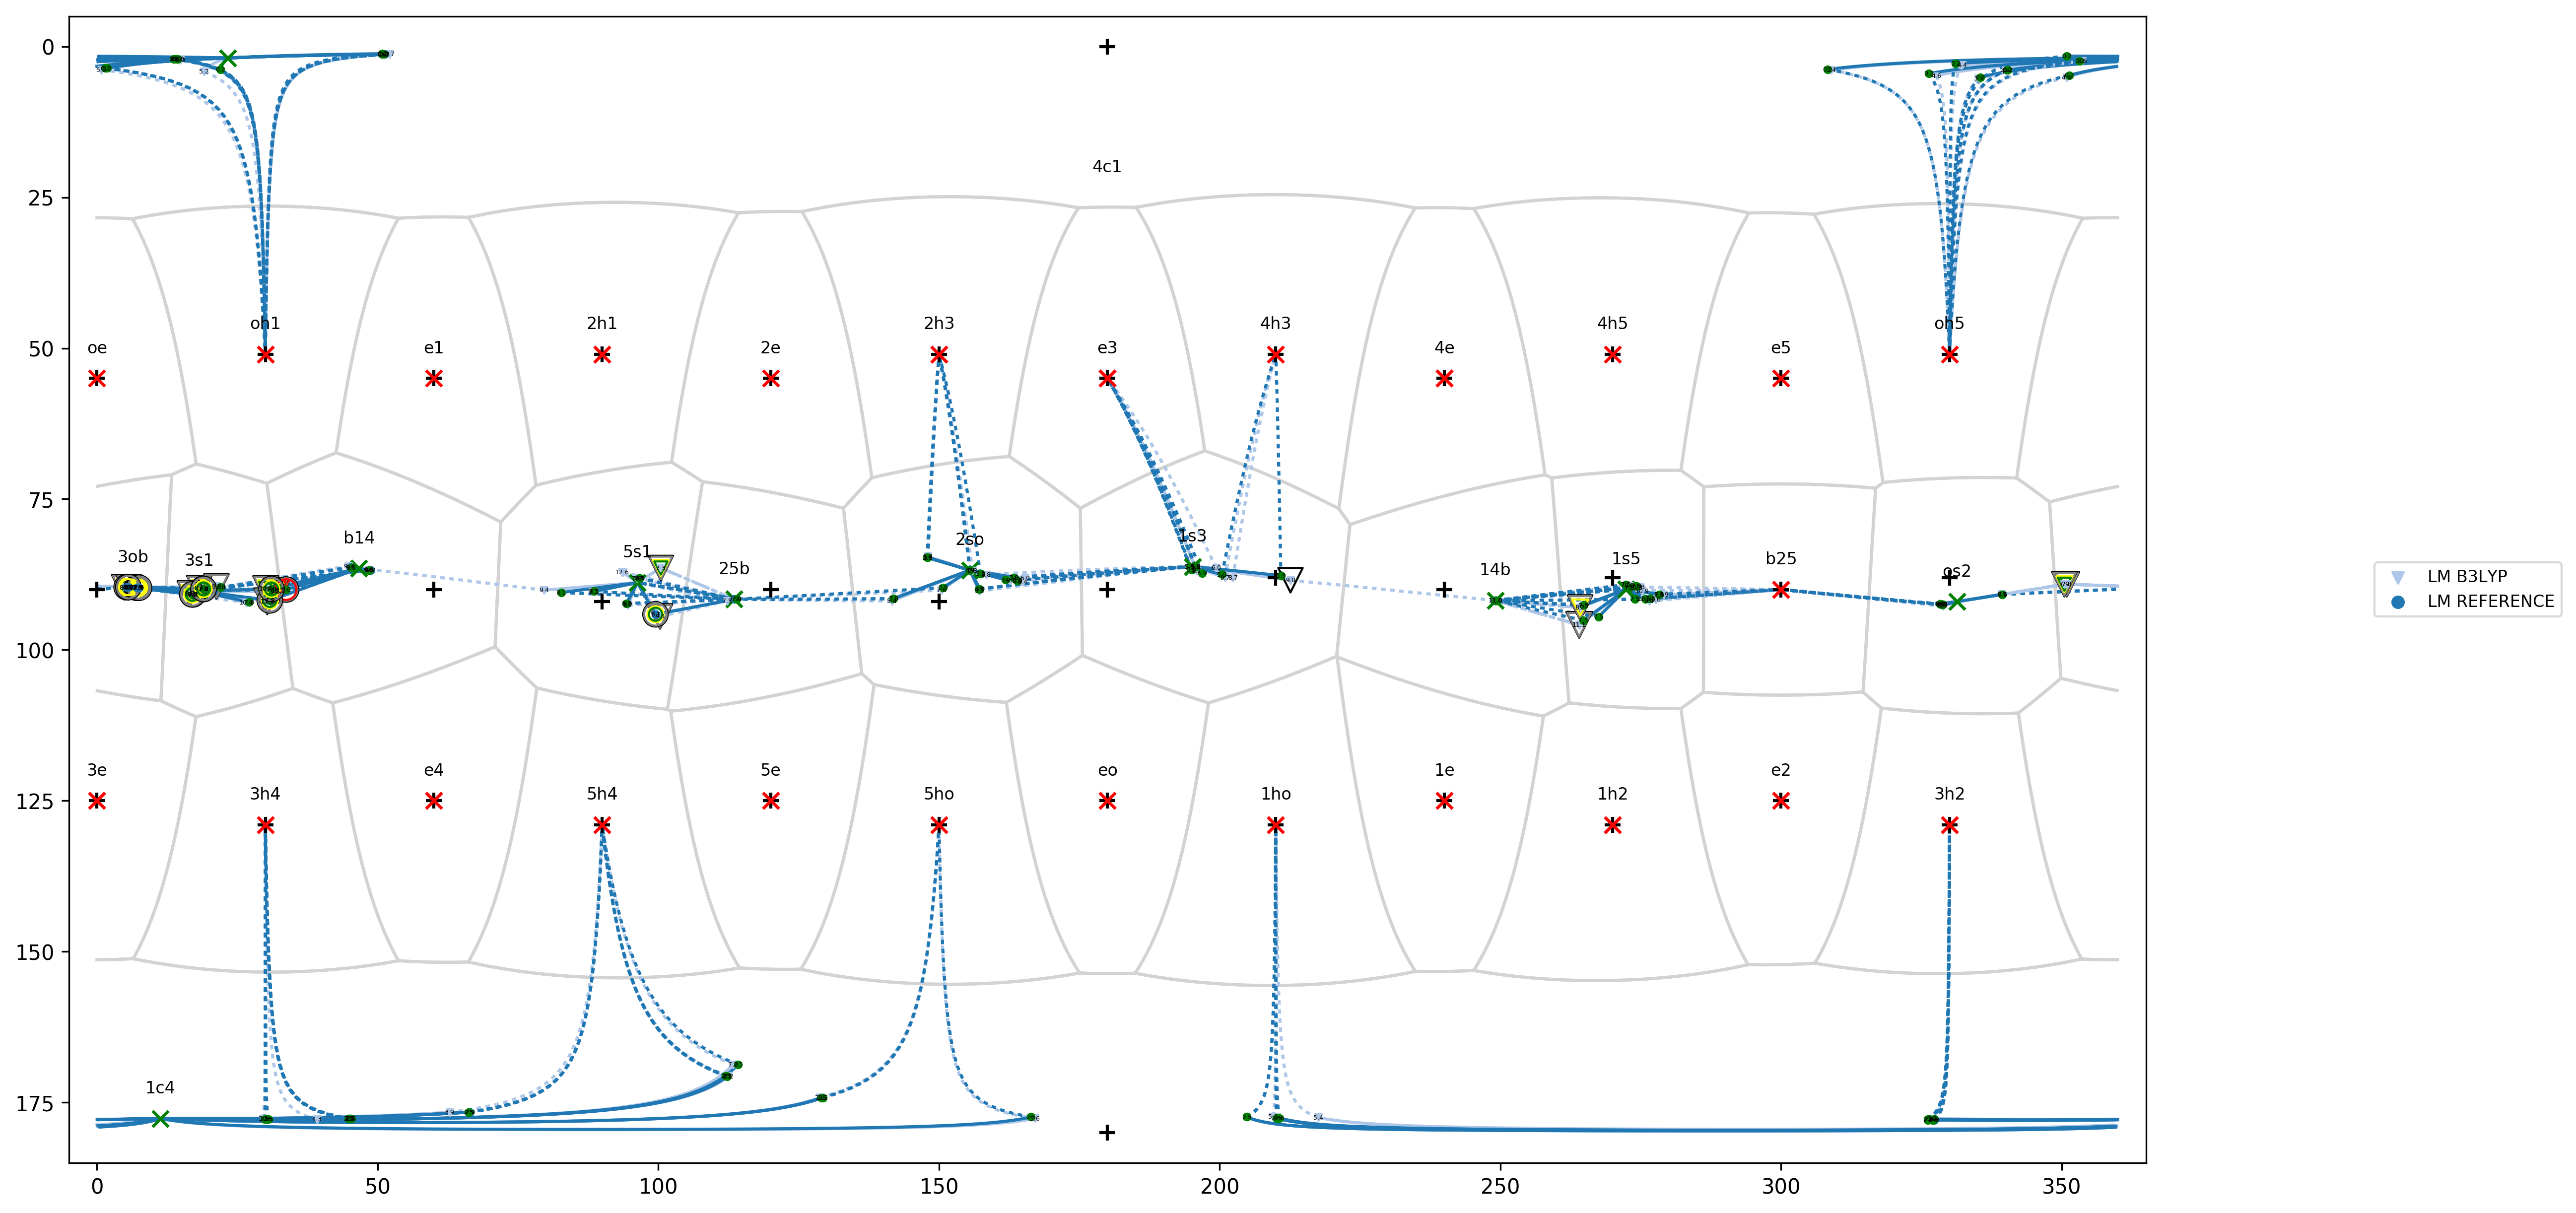 0
4c1
25
oh1 2h1 2h3 4h3 4h5 oh5
50 oe e1 2e e3 4e e5
75
3ob 3s1 b14 5s1 25b 2so 1s3 14b 1s5 b25 os2
LM B3LYP
LM REFERENCE
100
3e e4 5e eo 1e e2
125 3h4 5h4 5ho 1ho 1h2 3h2
150
175 1c4
0 50 100 150 200 250 300 350